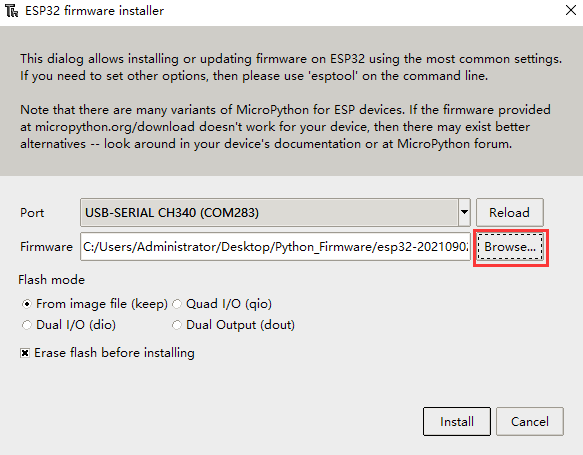 ESP32 firmware installer
This dialog allows installing or updating firmware on ESP32 using the most common settings.
If you need to set other options, then please use 'esptool' on the command line.
Note that there are many variants of MicroPython for ESP devices. If the firmware provided
at micropython.org/download doesn't work for your device, then there may exist better
alternatives -- look around in your device's documentation or at MicroPython forum.
Port USB-SERIAL CH340 (COM283) Reload
Firmware C:/Users/Administrator/Desktop/Python_Firmware/esp32-2021090 Browse...
Flash mode
From image file (keep) Quad I/O (qio)
Dual I/O (dio) Dual Output (dout)
Erase flash before installing
Install Cancel